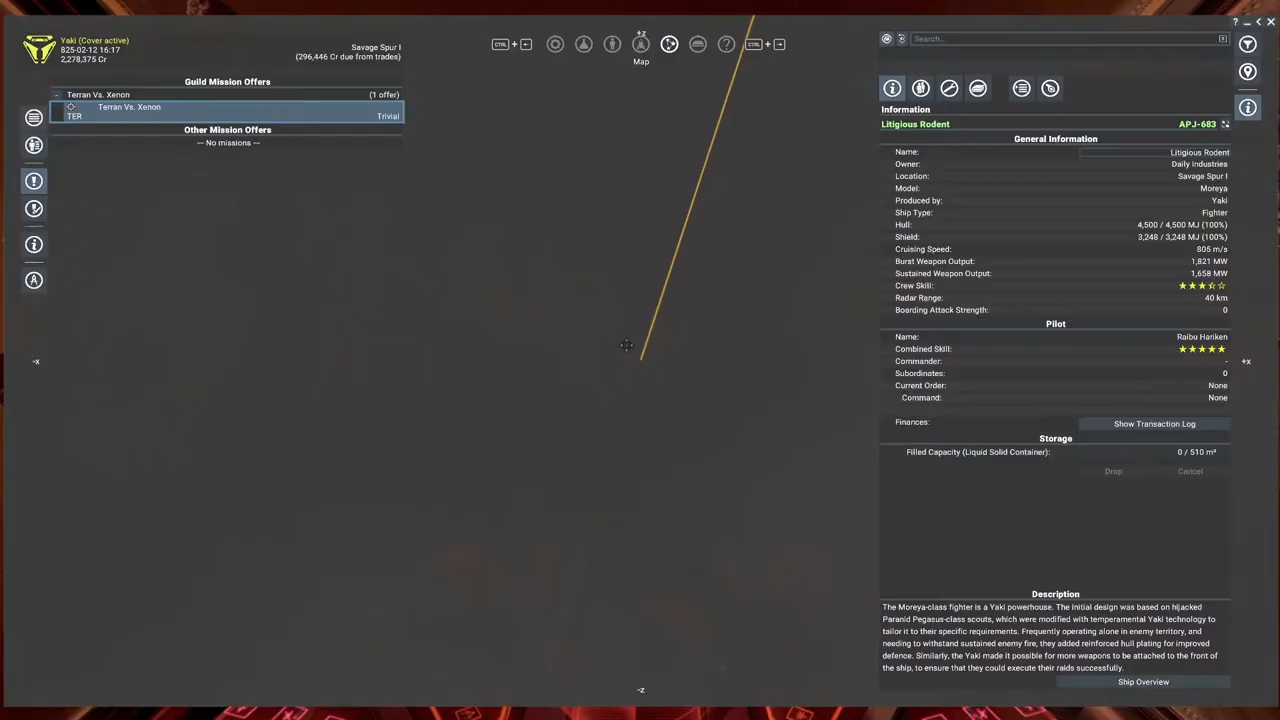 Yaki (Cover active)
825-02-12 16:17
2,278,375 Cr
Savage Spur I
(296,446 Cr due from trades)
Guild Mission Offers
- Terran Vs. Xenon (1 offer)
Terran Vs. Xenon
TER Trivial
Other Mission Offers
-- No missions --
CTRL + ←
+z
CTRL + →
Map
-x
+x
-z
? - < X
Search...
Information
Litigious Rodent APJ-683
General Information
Name: Litigious Rodent
Owner: Daily Industries
Location: Savage Spur I
Model: Moreya
Produced by: Yaki
Ship Type: Fighter
Hull: 4,500 / 4,500 MJ (100%)
Shield: 3,248 / 3,248 MJ (100%)
Cruising Speed: 805 m/s
Burst Weapon Output: 1,821 MW
Sustained Weapon Output: 1,658 MW
Crew Skill: ★★★⯪☆
Radar Range: 40 km
Boarding Attack Strength: 0
Pilot
Name: Raibu Hariken
Combined Skill: ★★★★★
Commander: -
Subordinates: 0
Current Order: None
Command: None
Finances: Show Transaction Log
Storage
Filled Capacity (Liquid Solid Container): 0 / 510 m³
Drop Cancel
Description
The Moreya-class fighter is a Yaki powerhouse. The initial design was based on hijacked
Paranid Pegasus-class scouts, which were modified with temperamental Yaki technology to
tailor it to their specific requirements. Frequently operating alone in enemy territory, and
needing to withstand sustained enemy fire, they added reinforced hull plating for improved
defence. Similarly, the Yaki made it possible for more weapons to be attached to the front of
the ship, to ensure that they could execute their raids successfully.
Ship Overview